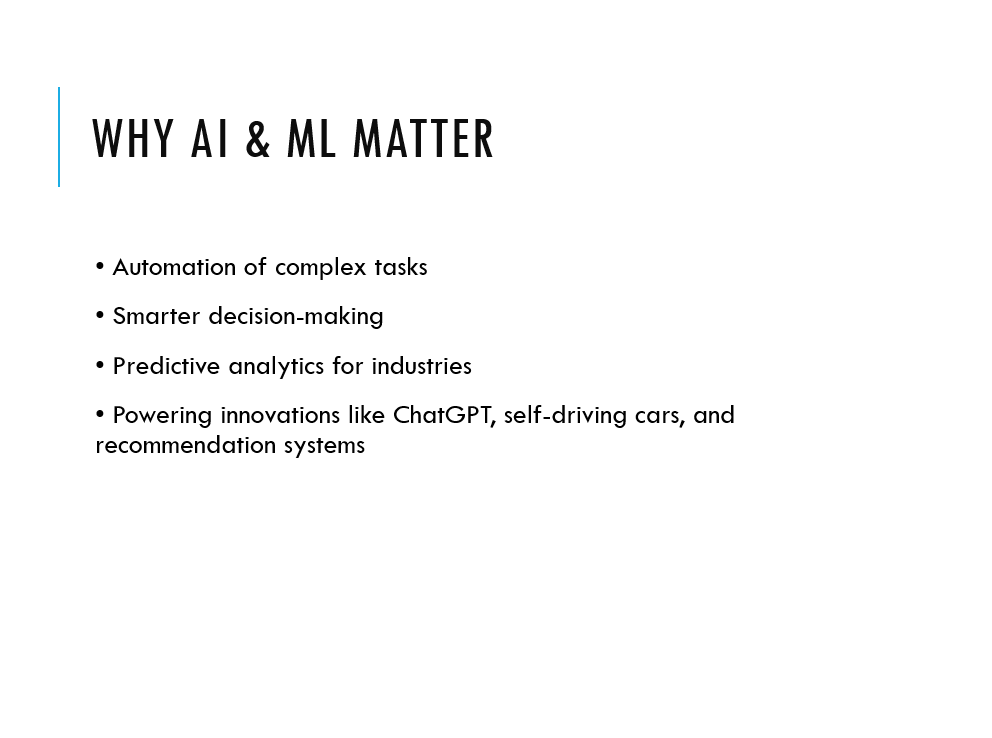 WHY AI & ML MATTER
• Automation of complex tasks
• Smarter decision-making
• Predictive analytics for industries
• Powering innovations like ChatGPT, self-driving cars, and
recommendation systems